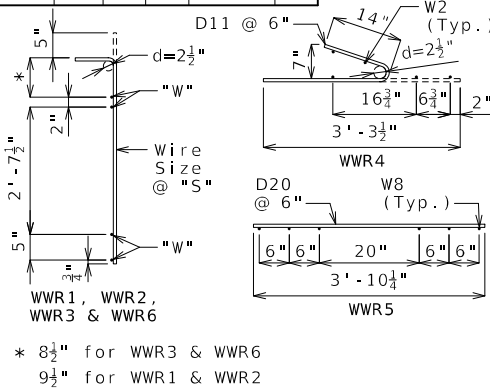 D11 @ 6"
14"
W2
(Typ.)
d=2½"
7"
16¾"
6¾"
2"
3'-3½"
WWR4
5"
d=2½"
*
"W"
2"
2'-7½"
Wire
Size
@ "S"
5"
"W"
¾"
WWR1, WWR2,
WWR3 & WWR6
D20
@ 6"
W8
(Typ.)
6"
6"
20"
6"
6"
3'-10¼"
WWR5
* 8½" for WWR3 & WWR6
9½" for WWR1 & WWR2